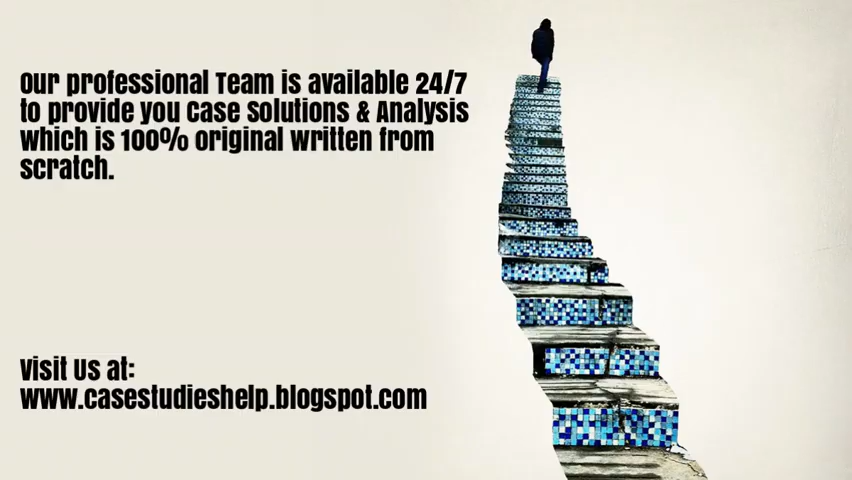 Our professional Team is available 24/7
to provide you Case Solutions & Analysis
which is 100% original written from
scratch.
Visit Us at:
www.casestudieshelp.blogspot.com